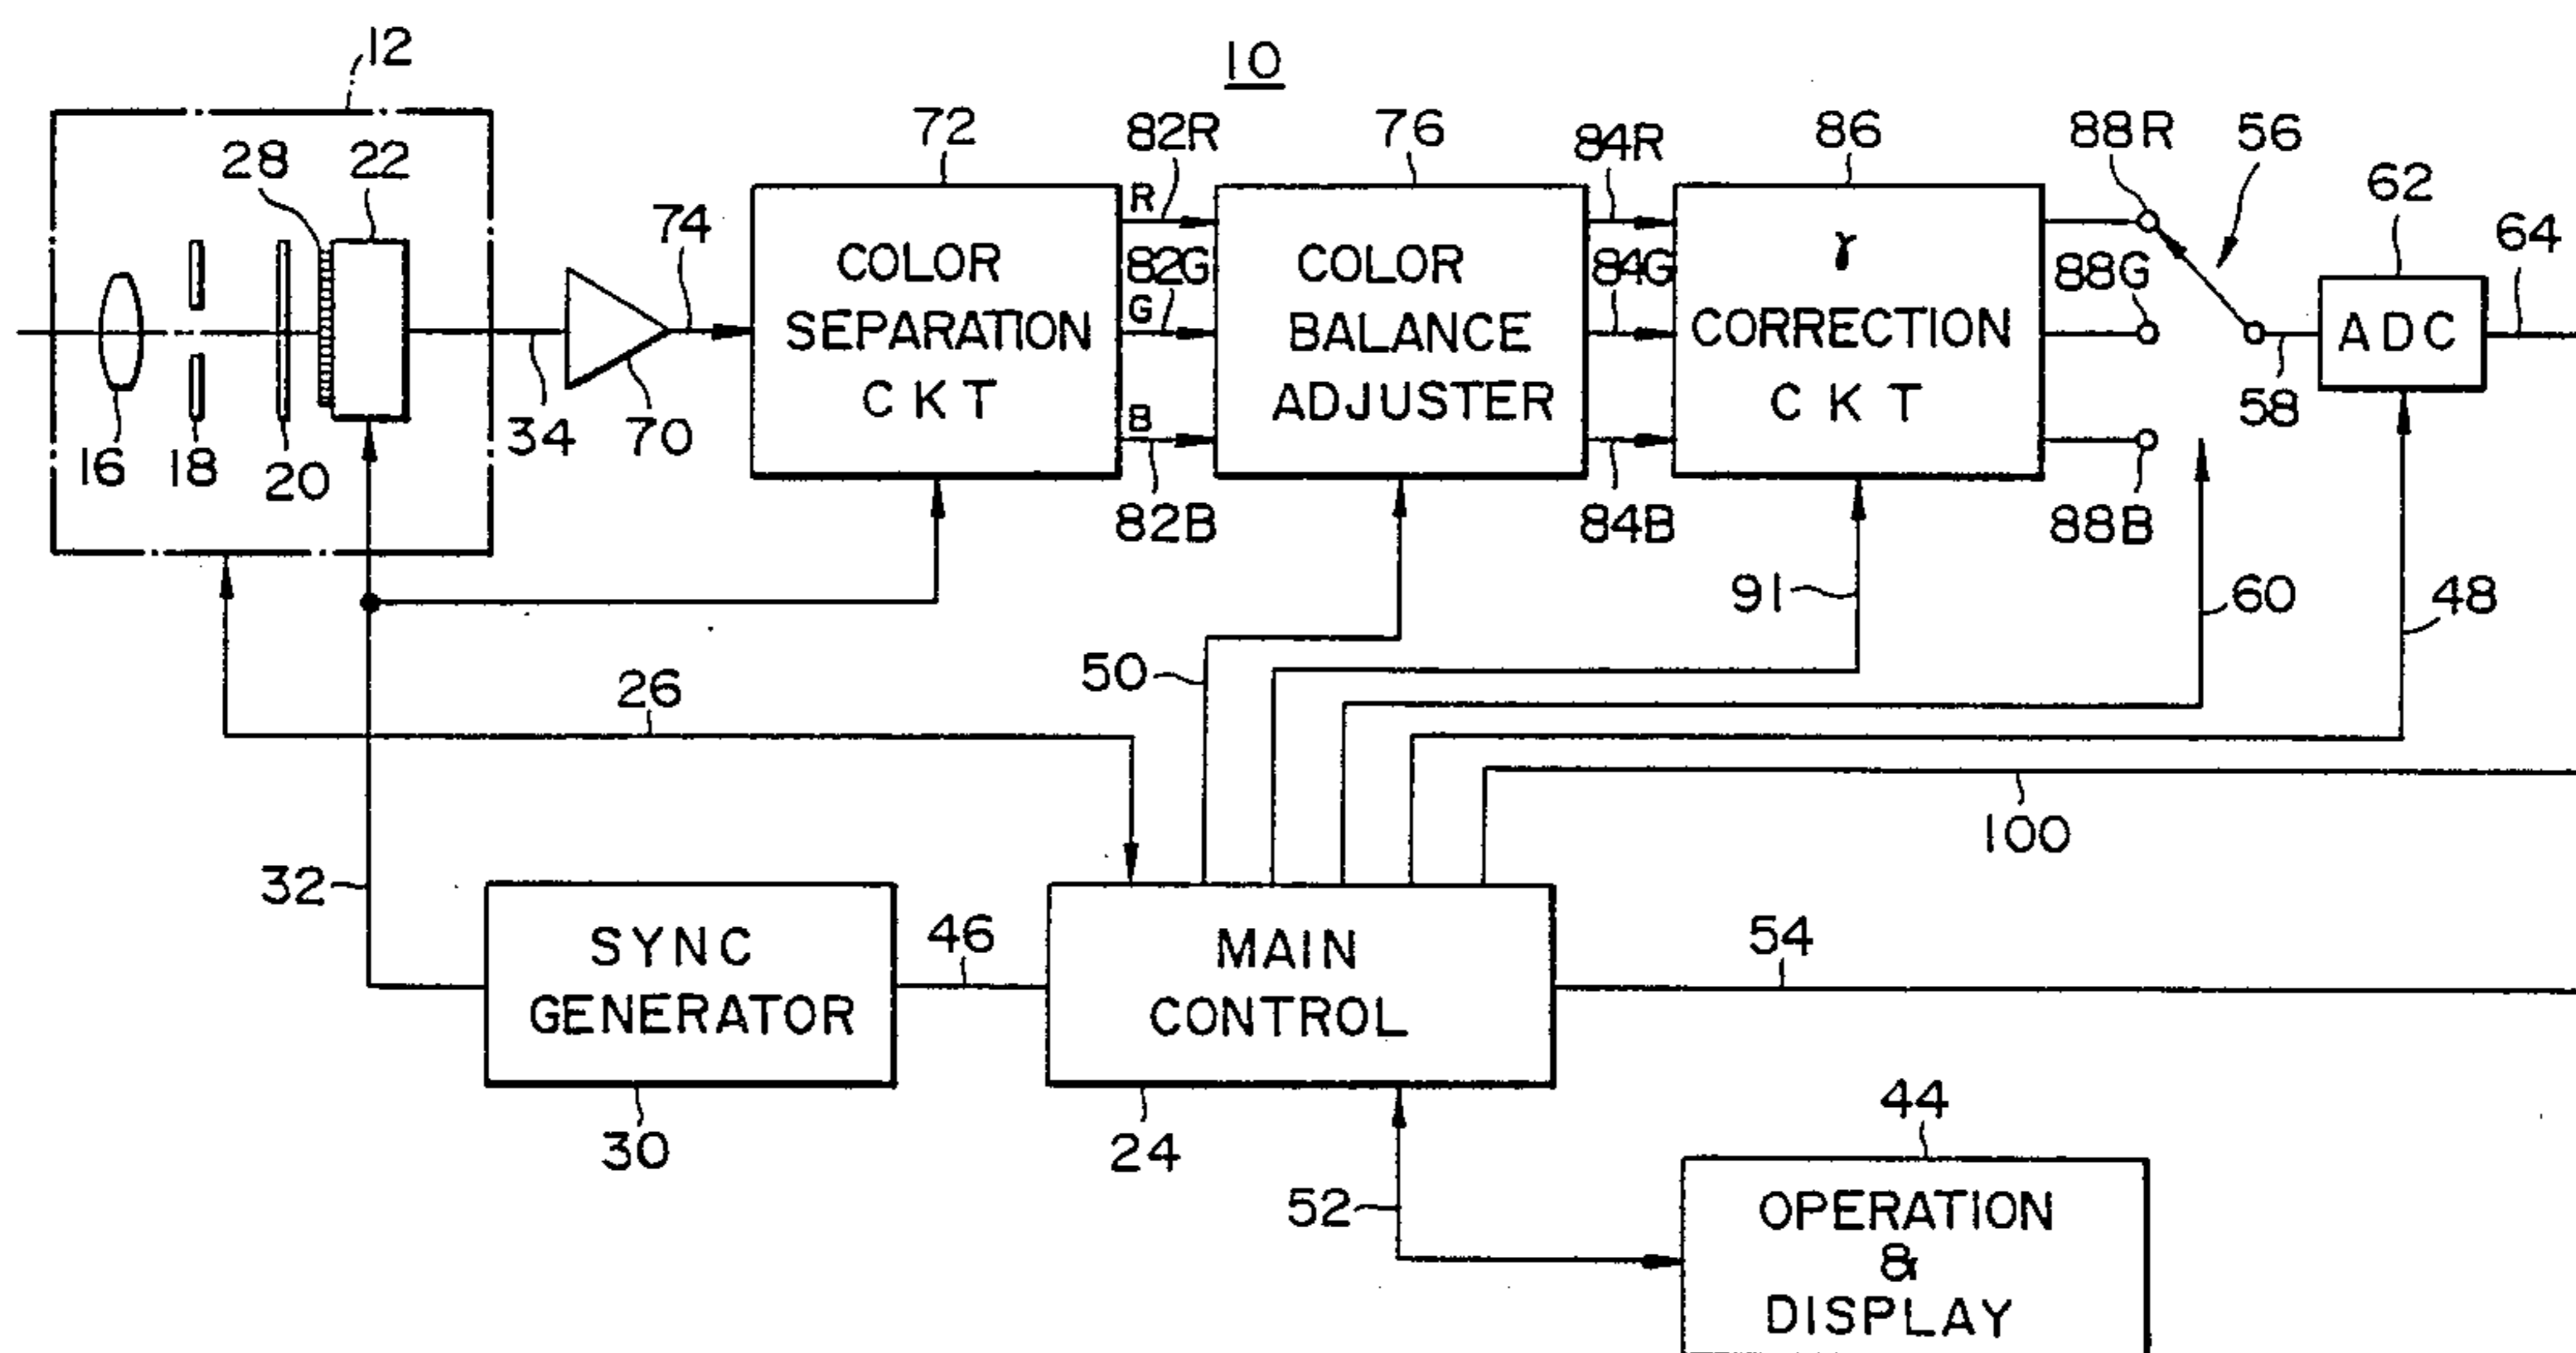 10
12
28 22
16 18 20
34
70
74
72
COLOR
SEPARATION
CKT
82R
R
82G
G
B
82B
76
COLOR
BALANCE
ADJUSTER
84R
84G
84B
86
γ
CORRECTION
CKT
88R
88G
88B
56
58
62
ADC
64
91
60
48
50
26
100
32
SYNC
GENERATOR
30
46
MAIN
CONTROL
24
54
52
44
OPERATION
&
DISPLAY